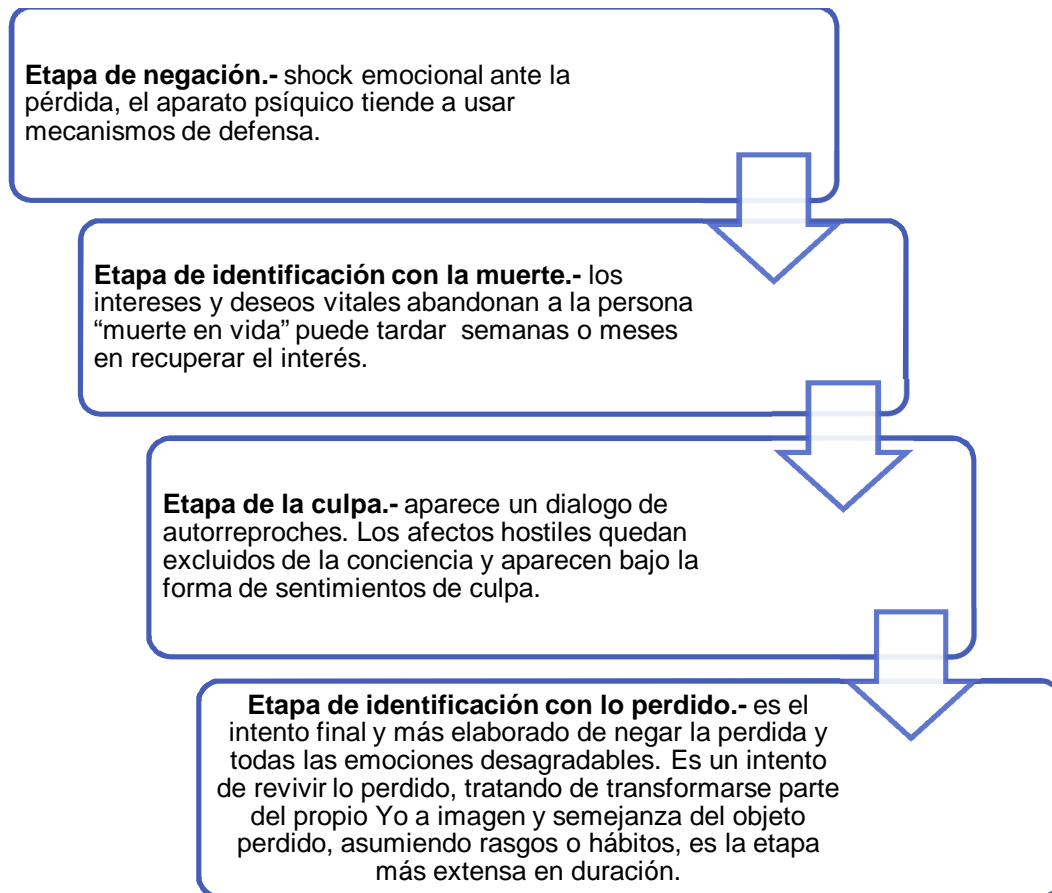 Etapa de negación.- shock emocional ante la
pérdida, el aparato psíquico tiende a usar
mecanismos de defensa.
Etapa de identificación con la muerte.- los
intereses y deseos vitales abandonan a la persona
“muerte en vida” puede tardar semanas o meses
en recuperar el interés.
Etapa de la culpa.- aparece un dialogo de
autorreproches. Los afectos hostiles quedan
excluidos de la conciencia y aparecen bajo la
forma de sentimientos de culpa.
Etapa de identificación con lo perdido.- es el
intento final y más elaborado de negar la perdida y
todas las emociones desagradables. Es un intento
de revivir lo perdido, tratando de transformarse parte
del propio Yo a imagen y semejanza del objeto
perdido, asumiendo rasgos o hábitos, es la etapa
más extensa en duración.